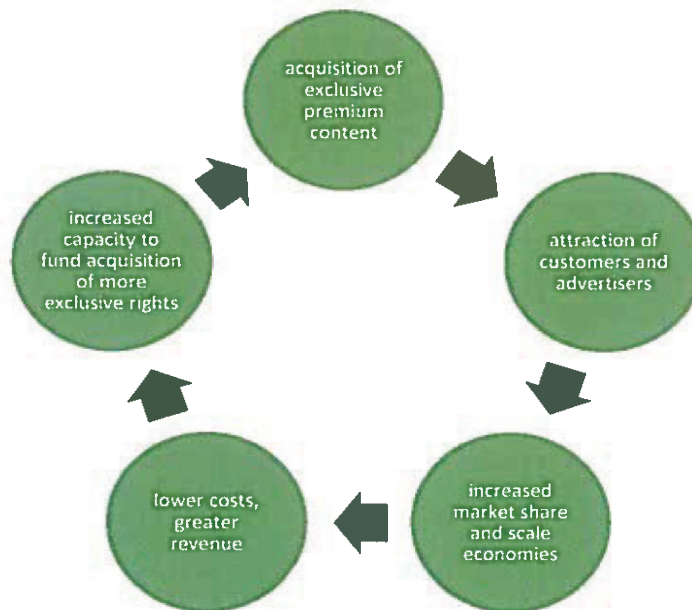 acquisition of
exclusive
premium
content
attraction of
customers and
advertisers
increased
market share
and scale
economies
lower costs,
greater
revenue
increased
capacity to
fund acquisition
of more
exclusive rights